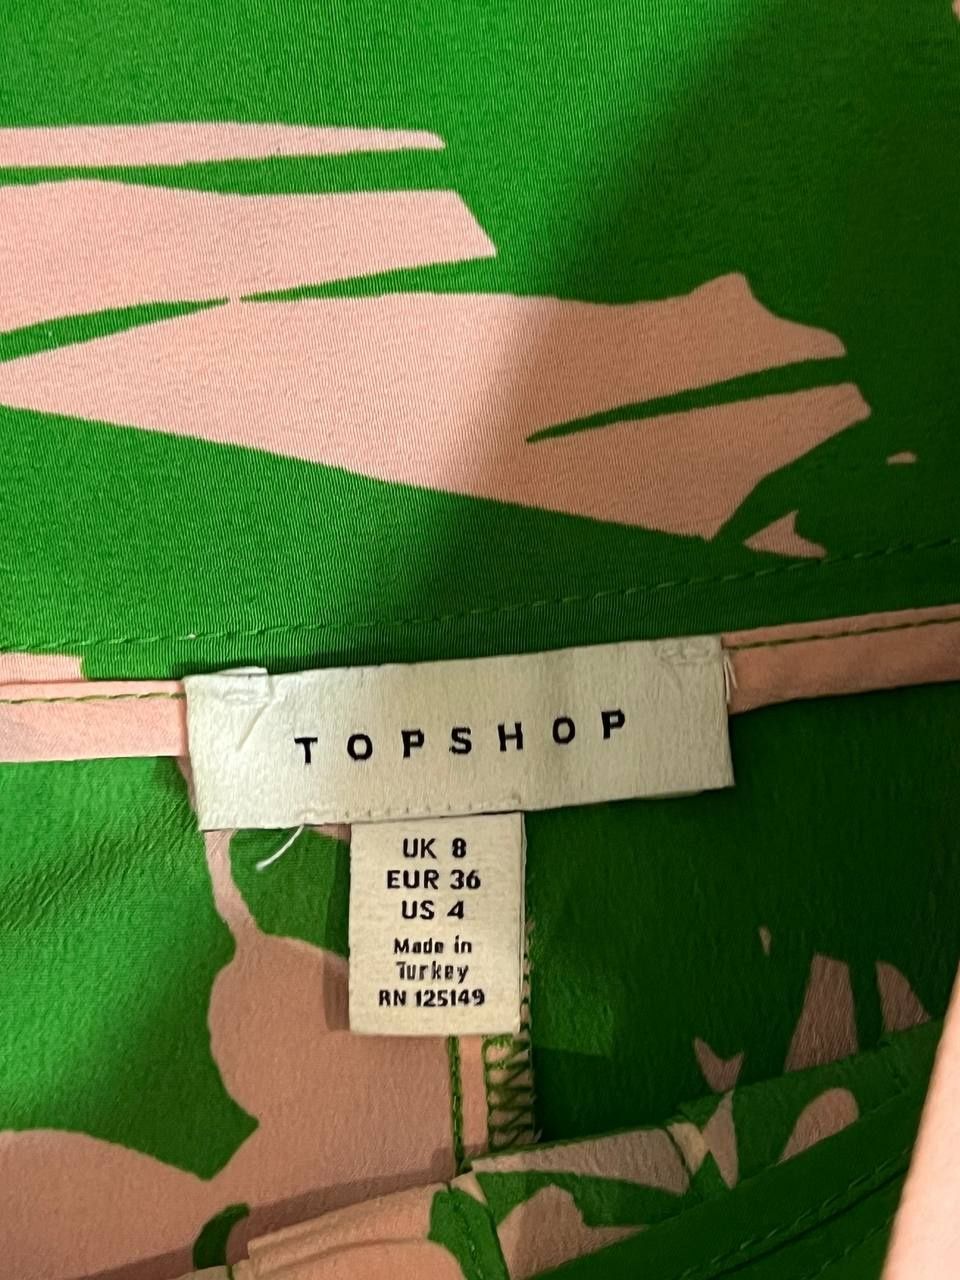 TOPSHOP
UK 8
EUR 36
US 4
Made in
Turkey
RN 125149